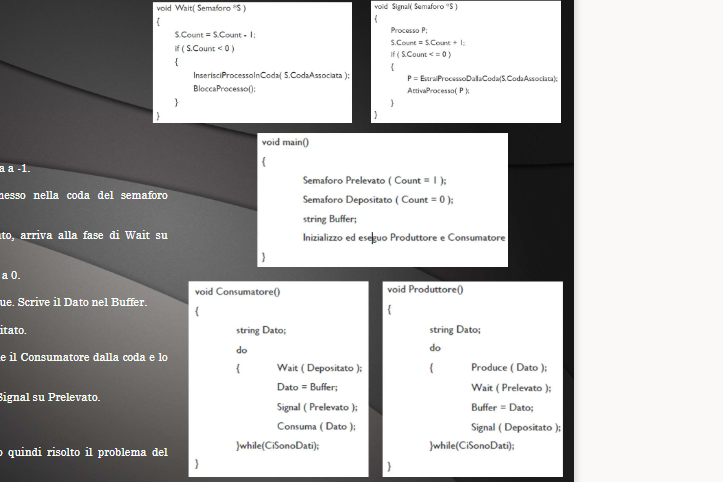 void Wait( Semaforo *S )
{
S.Count = S.Count - 1;
if ( S.Count < 0 )
{
InserisciProcessoInCoda( S.CodaAssociata );
BloccaProcesso();
}
}
void Signal( Semaforo *S )
{
Processo P;
S.Count = S.Count + 1;
if ( S.Count < = 0 )
{
P = EstraiProcessoDallaCoda(S.CodaAssociata);
AttivaProcesso( P );
}
}
void main()
{
Semaforo Prelevato ( Count = 1 );
Semaforo Depositato ( Count = 0 );
string Buffer;
Inizializzo ed eseguo Produttore e Consumatore
}
a a -1.
nesso nella coda del semaforo
ato, arriva alla fase di Wait su
a 0.
ue. Scrive il Dato nel Buffer.
itato.
e il Consumatore dalla coda e lo
Signal su Prelevato.
o quindi risolto il problema del
void Consumatore()
{
string Dato;
do
{ Wait ( Depositato );
Dato = Buffer;
Signal ( Prelevato );
Consuma ( Dato );
}while(CiSonoDati);
}
void Produttore()
{
string Dato;
do
{ Produce ( Dato );
Wait ( Prelevato );
Buffer = Dato;
Signal ( Depositato );
}while(CiSonoDati);
}